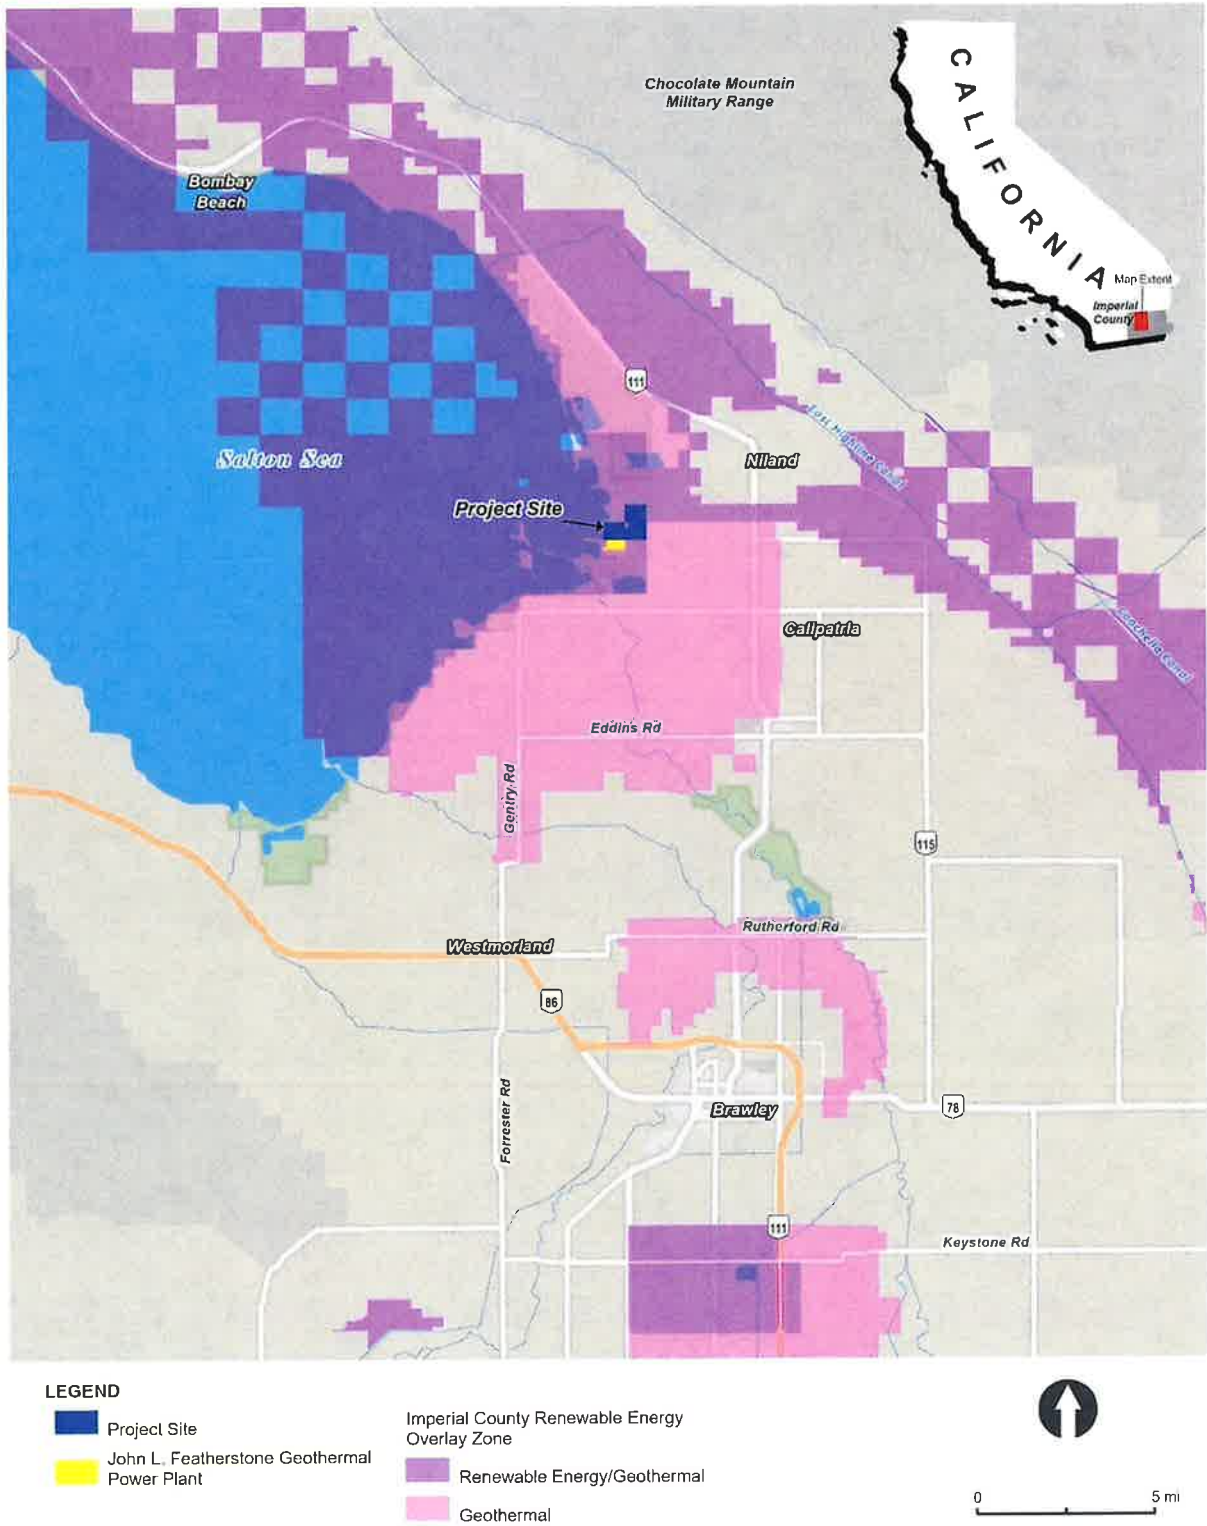 Chocolate Mountain
Military Range
CALIFORNIA
Map Extent
Imperial
County
Bombay
Beach
111
East Highline Canal
Salton Sea
Niland
Project Site
Calipatria
Coachella Canal
Eddins Rd
Gentry Rd
115
Rutherford Rd
Westmorland
86
Forrester Rd
Brawley
78
111
Keystone Rd
LEGEND
Project Site
John L. Featherstone Geothermal
Power Plant
Imperial County Renewable Energy
Overlay Zone
Renewable Energy/Geothermal
Geothermal
0 5 mi